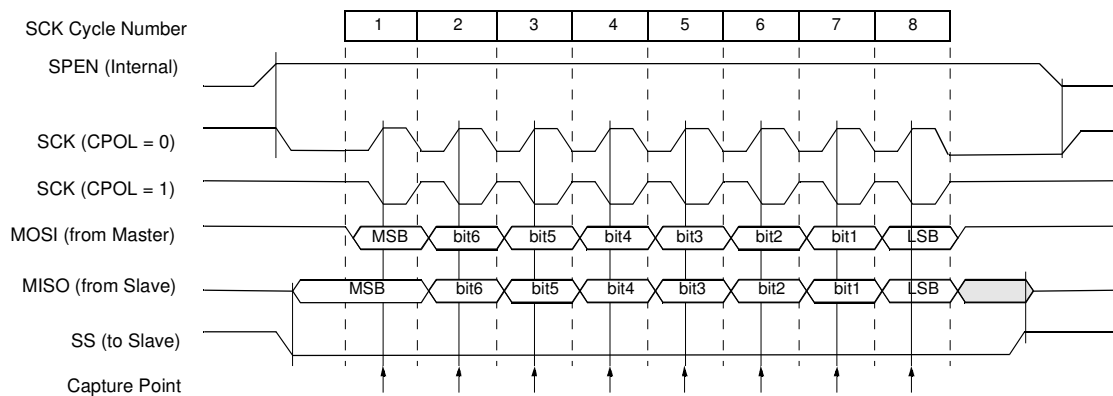 SCK Cycle Number 1 2 3 4 5 6 7 8
SPEN (Internal)
SCK (CPOL = 0)
SCK (CPOL = 1)
MOSI (from Master) MSB bit6 bit5 bit4 bit3 bit2 bit1 LSB
MISO (from Slave) MSB bit6 bit5 bit4 bit3 bit2 bit1 LSB
SS (to Slave)
Capture Point